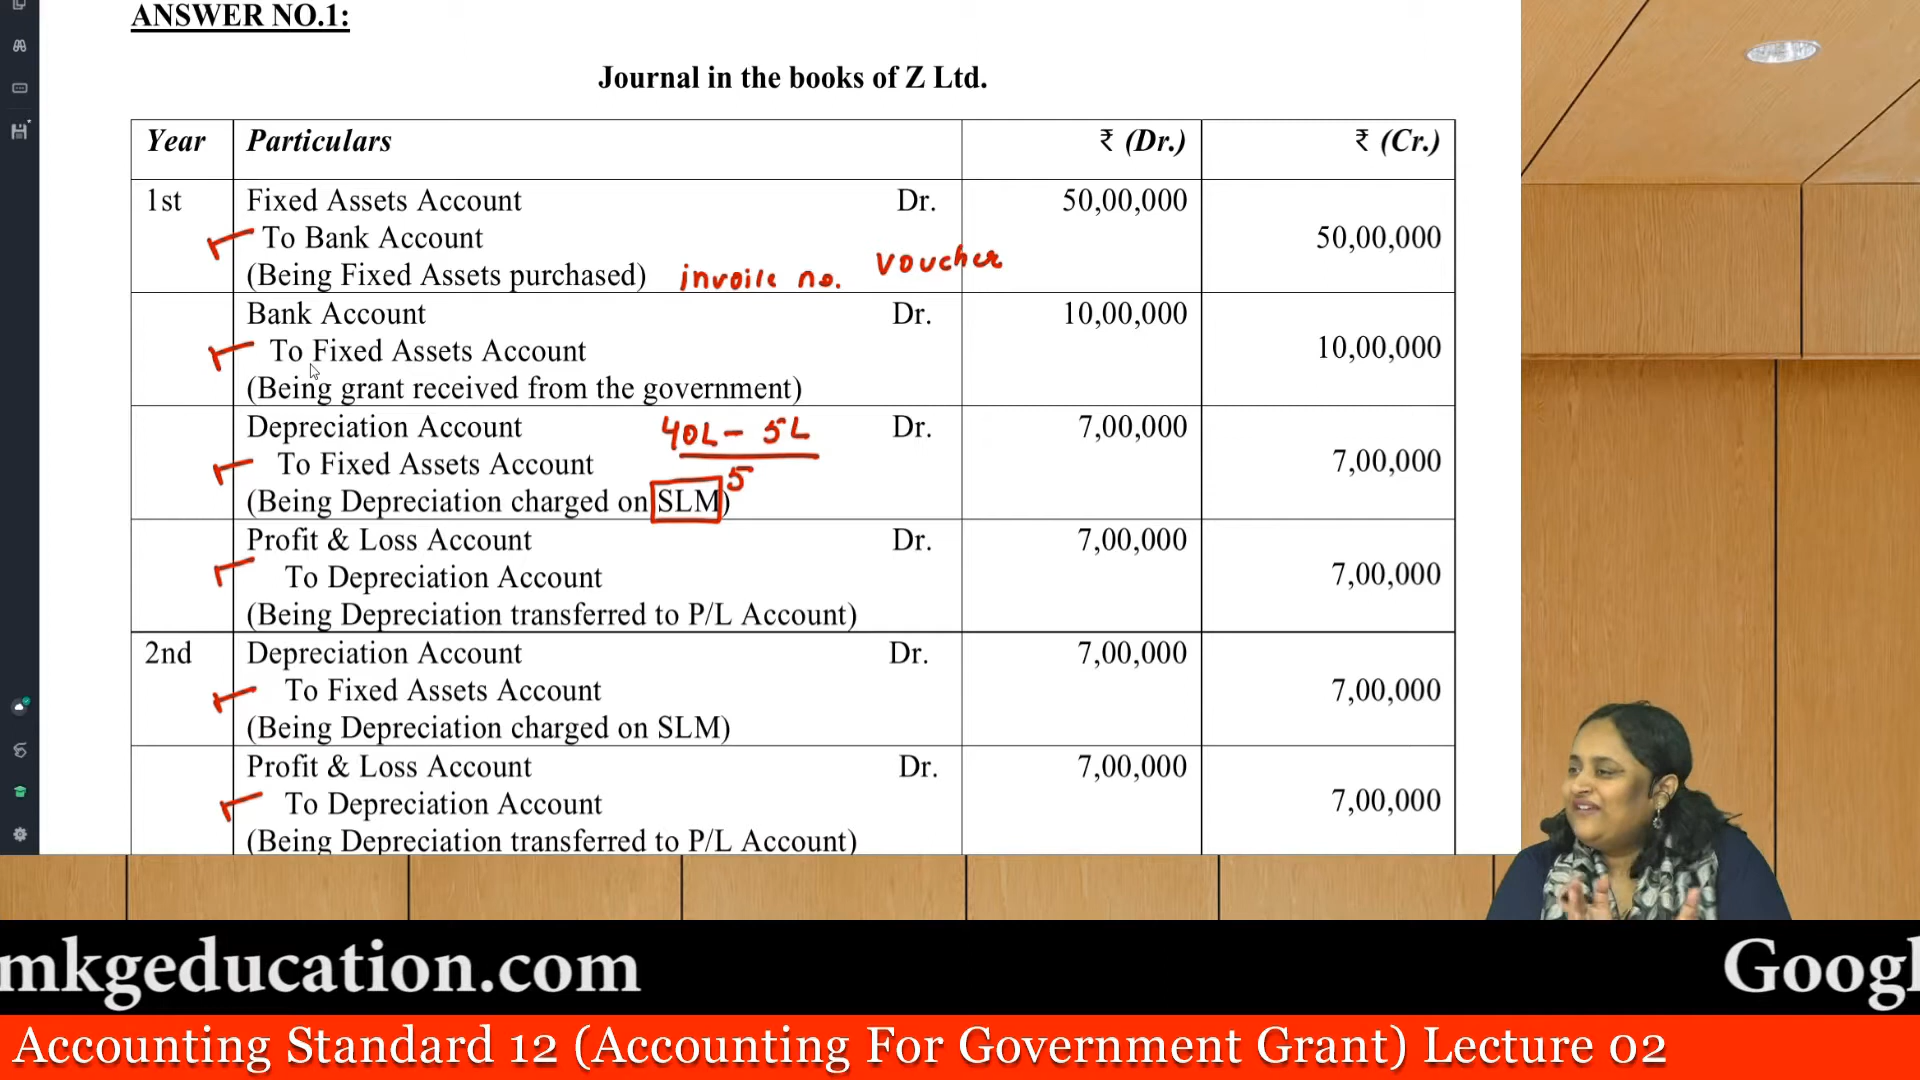 ANSWER NO.1:
Journal in the books of Z Ltd.
Year Particulars ₹ (Dr.) ₹ (Cr.)
1st Fixed Assets Account Dr. 50,00,000
To Bank Account 50,00,000
(Being Fixed Assets purchased) invoice no. voucher
Bank Account Dr. 10,00,000
To Fixed Assets Account 10,00,000
(Being grant received from the government)
Depreciation Account 40L - 5L Dr. 7,00,000
To Fixed Assets Account 5 7,00,000
(Being Depreciation charged on SLM)
Profit & Loss Account Dr. 7,00,000
To Depreciation Account 7,00,000
(Being Depreciation transferred to P/L Account)
2nd Depreciation Account Dr. 7,00,000
To Fixed Assets Account 7,00,000
(Being Depreciation charged on SLM)
Profit & Loss Account Dr. 7,00,000
To Depreciation Account 7,00,000
(Being Depreciation transferred to P/L Account)
mkgeducation.com Googl
Accounting Standard 12 (Accounting For Government Grant) Lecture 02